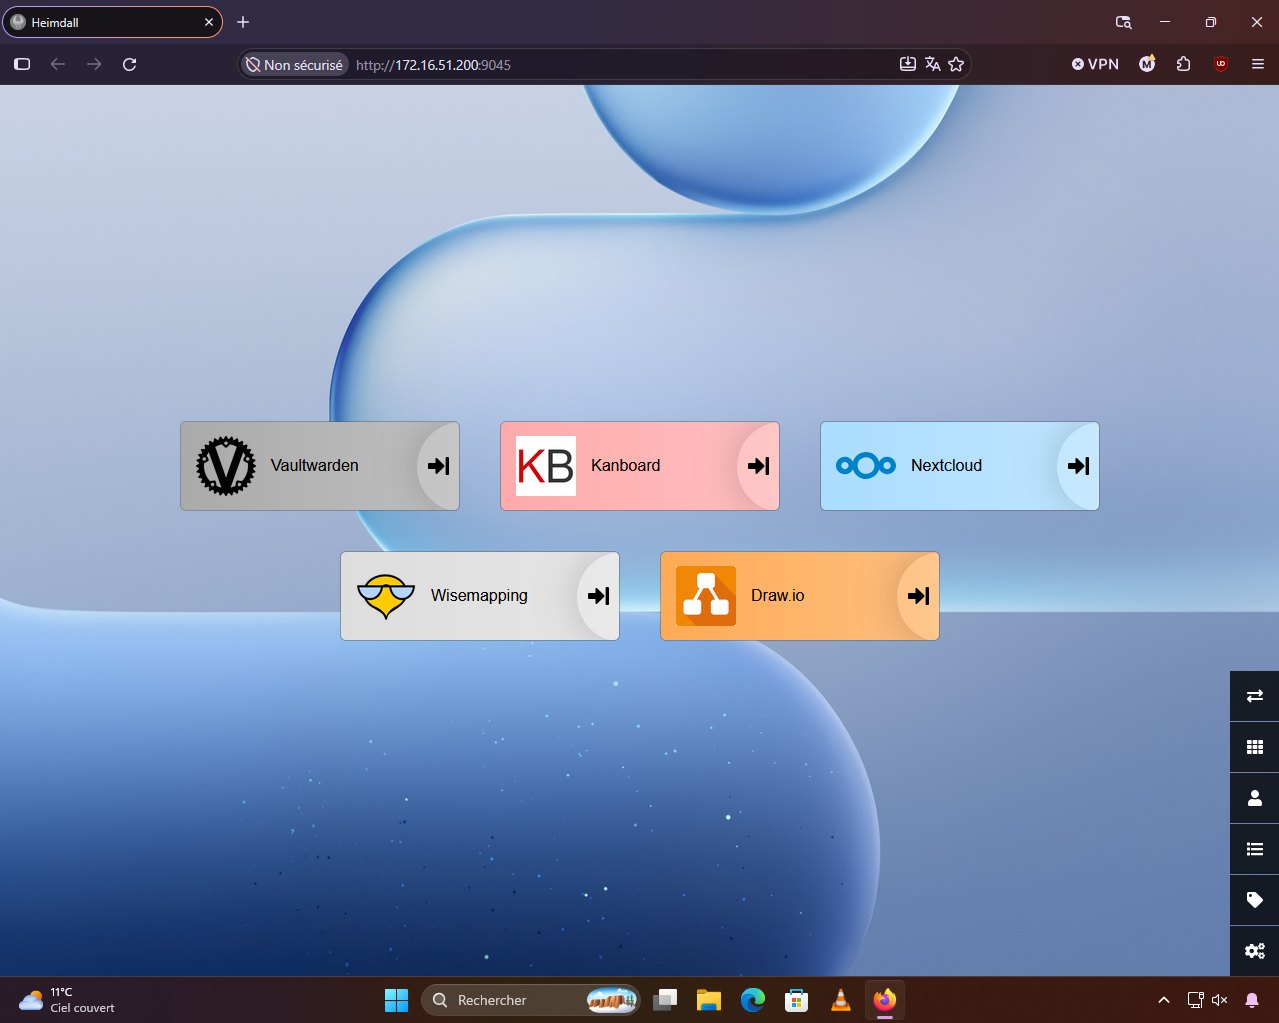 Heimdall
Non sécurisé
http://172.16.51.200:9045
VPN
M
UO
Vaultwarden
KB
Kanboard
Nextcloud
Wisemapping
Draw.io
11°C
Ciel couvert
Rechercher